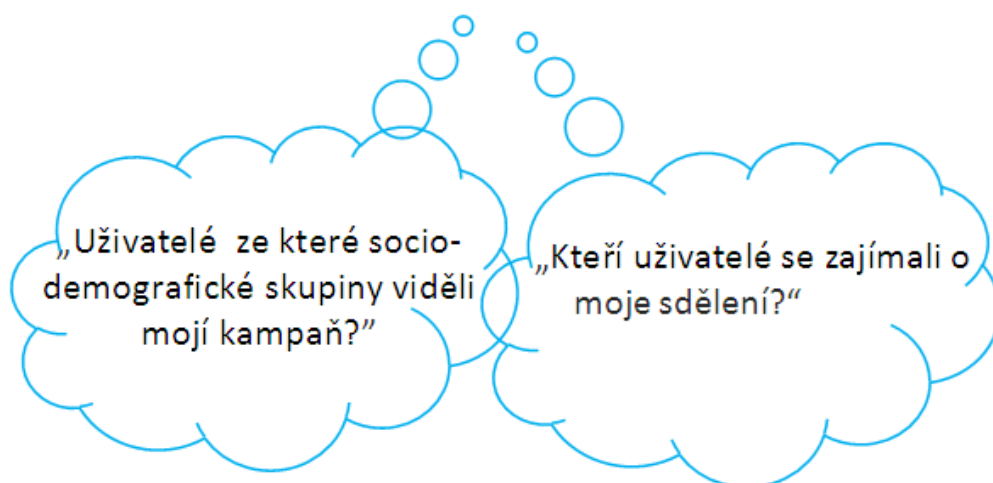 „Uživatelé ze které socio-
demografické skupiny viděli
mojí kampaň?”
„Kteří uživatelé se zajímali o
moje sdělení?“